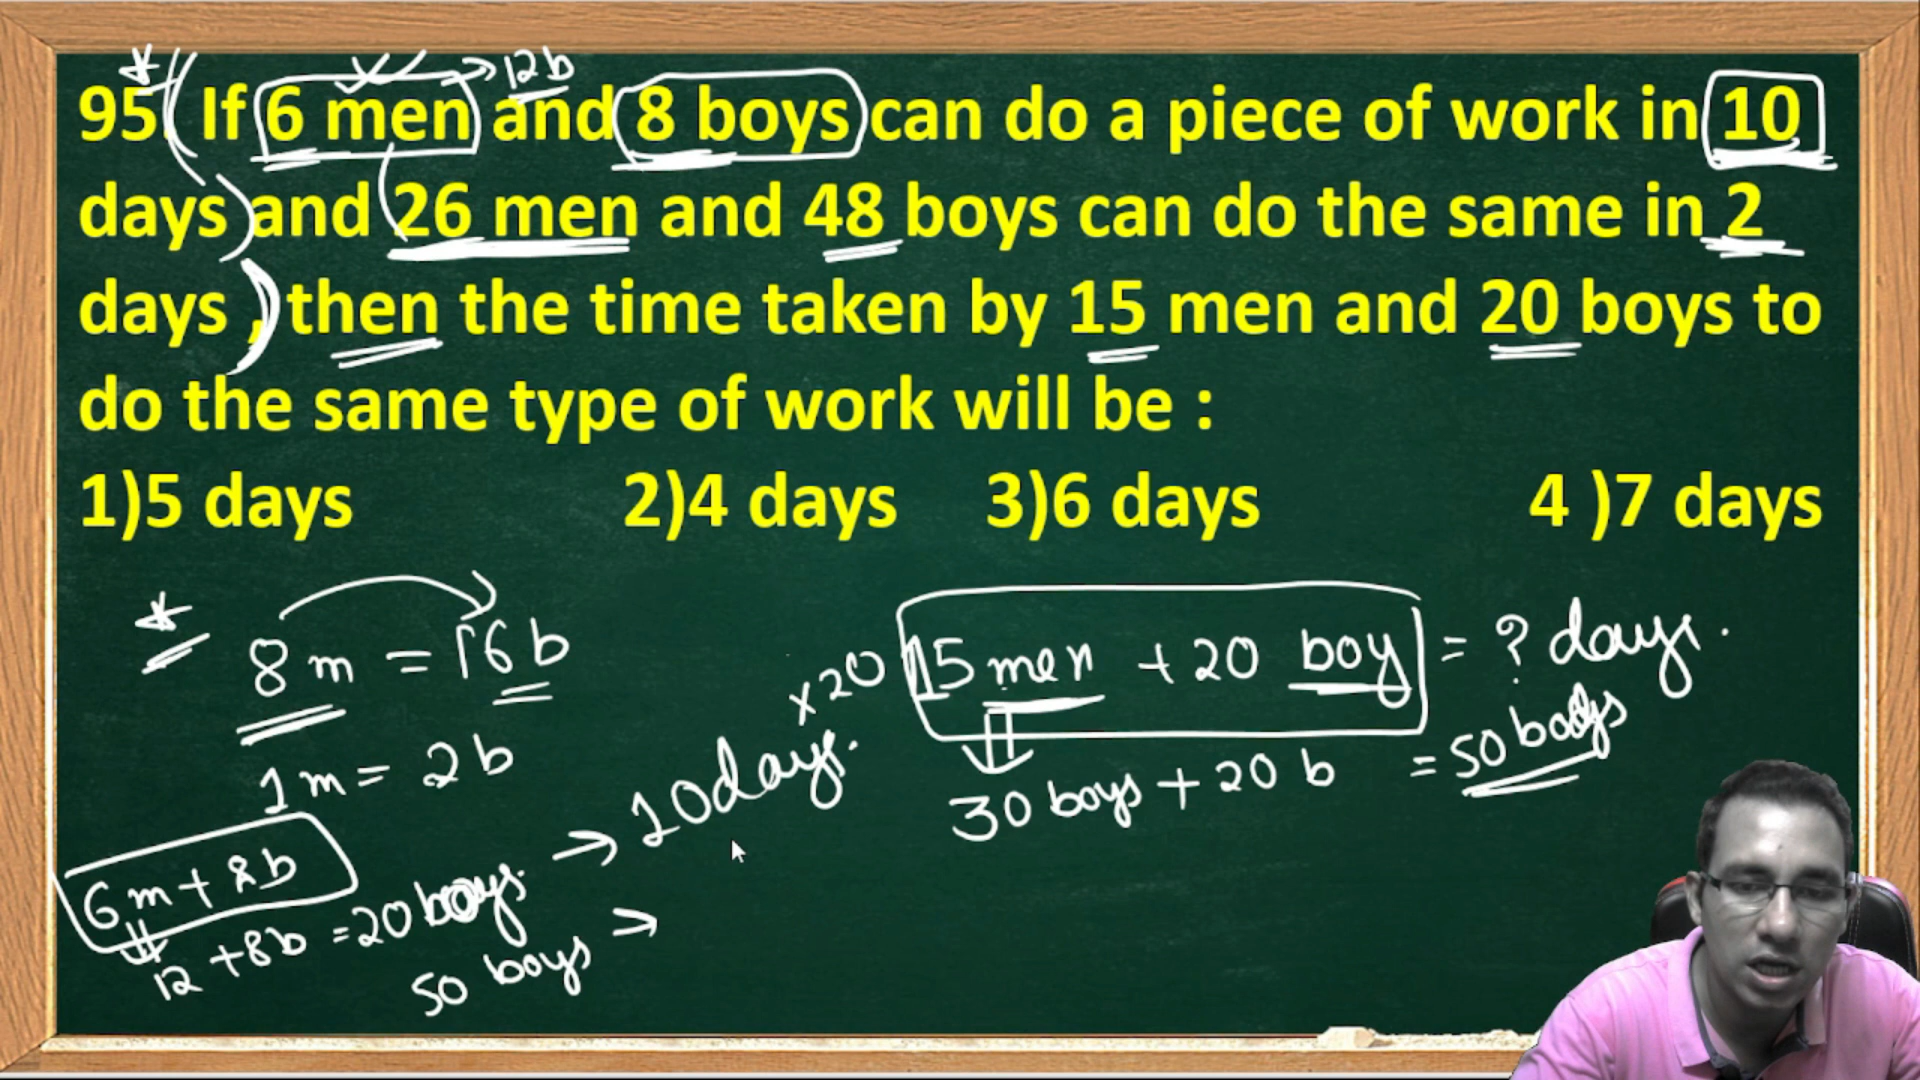 12b
95. If 6 men and 8 boys can do a piece of work in 10
days and 26 men and 48 boys can do the same in 2
days , then the time taken by 15 men and 20 boys to
do the same type of work will be :
1)5 days 2)4 days 3)6 days 4 )7 days
8m = 16b
1m = 2b
6m + 8b
12 + 8b = 20 boys. → 10 days. x20
50 boys →
15 men + 20 boy = ? days.
30 boys + 20 b = 50 boys